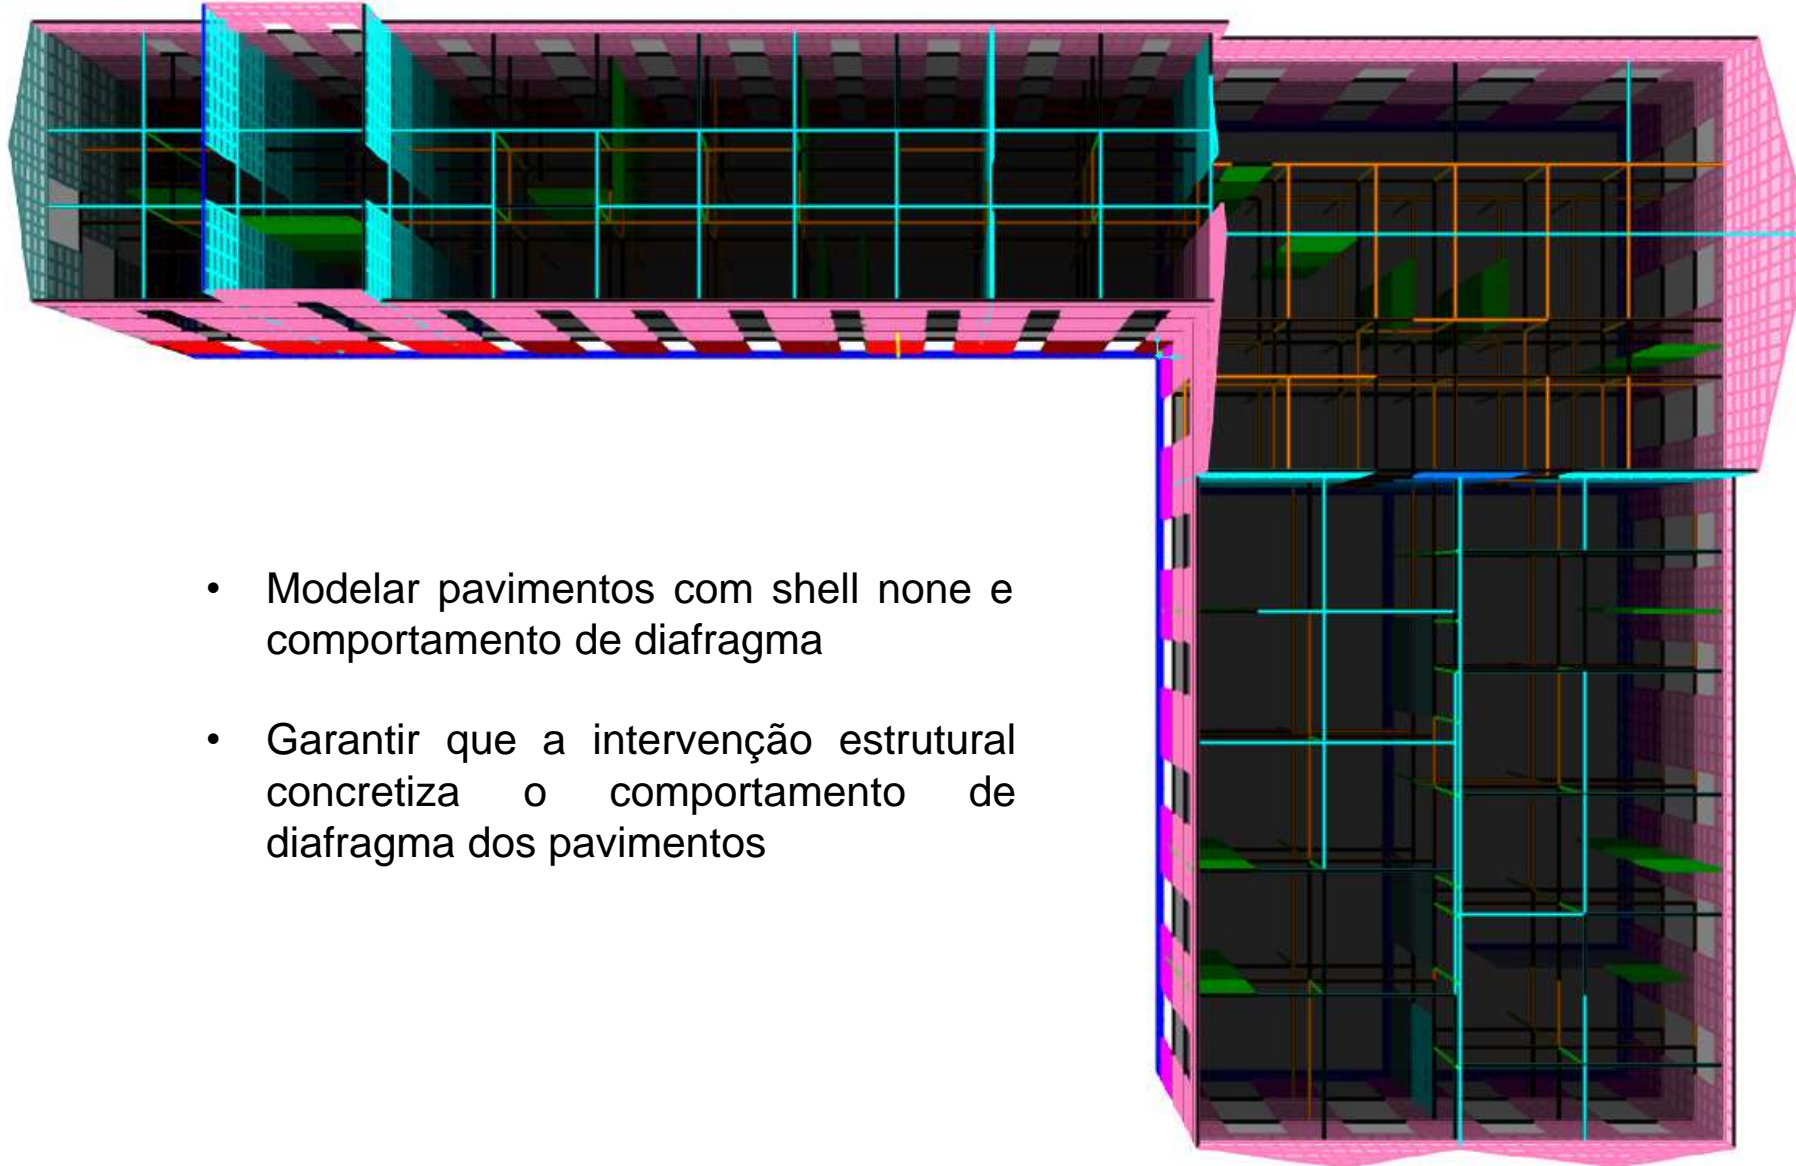 • Modelar pavimentos com shell none e
comportamento de diafragma
• Garantir que a intervenção estrutural
concretiza o comportamento de
diafragma dos pavimentos